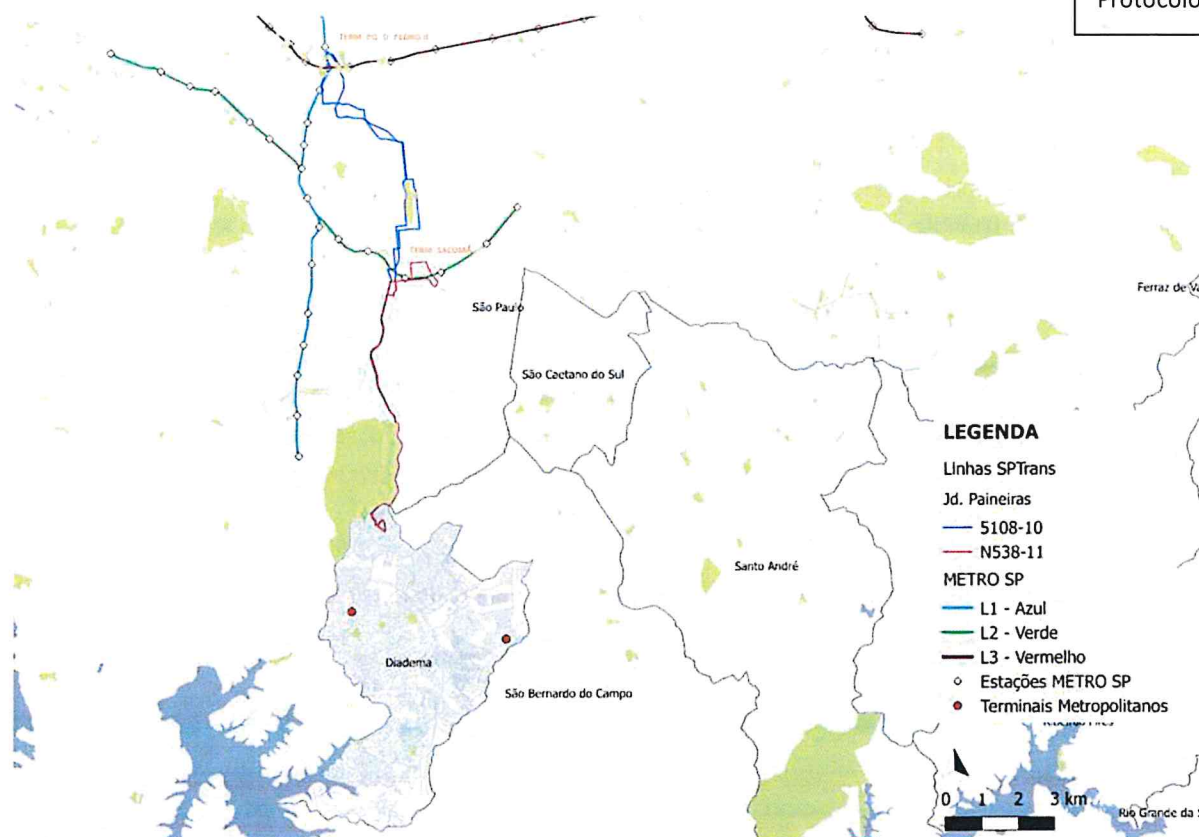 Protocolo
São Paulo
Ferraz de Va
São Caetano do Sul
LEGENDA
Linhas SPTrans
Jd. Paineiras
5108-10
N538-11
METRO SP
L1 - Azul
L2 - Verde
L3 - Vermelho
Estações METRO SP
Terminais Metropolitanos
Santo André
Diadema
São Bernardo do Campo
0 1 2 3 km
Rio Grande da